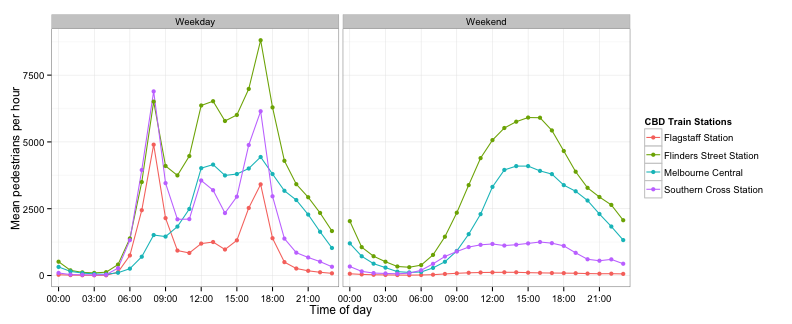 Weekday Weekend
Mean pedestrians per hour
7500
5000
2500
0
00:00 03:00 06:00 09:00 12:00 15:00 18:00 21:00 00:00 03:00 06:00 09:00 12:00 15:00 18:00 21:00
Time of day
CBD Train Stations
Flagstaff Station
Flinders Street Station
Melbourne Central
Southern Cross Station